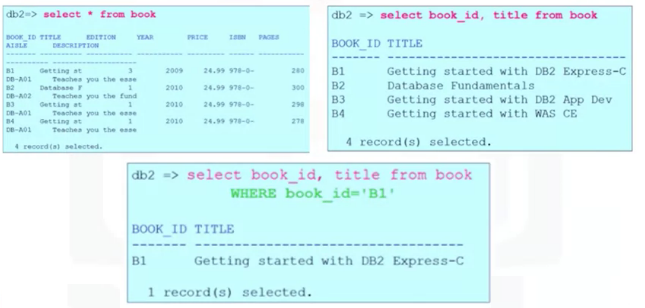 db2=> select * from book
BOOK_ID TITLE EDITION YEAR PRICE ISBN PAGES
AISLE DESCRIPTION
------- ---------- ----------- ----------- ------- ------ -----------
---------- --------------------
B1 Getting st 3 2009 24.99 978-0- 280
DB-A01 Teaches you the esse
B2 Database F 1 2010 24.99 978-0- 300
DB-A02 Teaches you the fund
B3 Getting st 1 2010 24.99 978-0- 298
DB-A01 Teaches you the esse
B4 Getting st 1 2010 24.99 978-0- 278
DB-A01 Teaches you the esse
4 record(s) selected.
db2 => select book_id, title from book
BOOK_ID TITLE
------- -----------------------------------
B1 Getting started with DB2 Express-C
B2 Database Fundamentals
B3 Getting started with DB2 App Dev
B4 Getting started with WAS CE
4 record(s) selected.
db2 => select book_id, title from book
WHERE book_id='B1'
BOOK_ID TITLE
------- -----------------------------------
B1 Getting started with DB2 Express-C
1 record(s) selected.